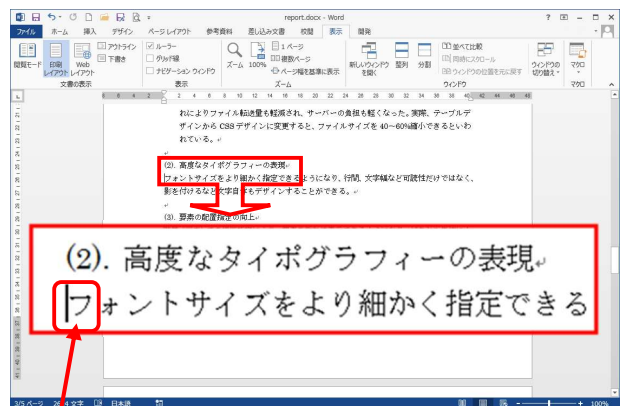 report.docx - Word
ファイル ホーム 挿入 デザイン ページ レイアウト 参考資料 差し込み文書 校閲 表示 開発
閲覧モード 印刷レイアウト Webレイアウト アウトライン 下書き
文書の表示
ルーラー
グリッド線
ナビゲーション ウィンドウ
表示
ズーム 100% 1 ページ
複数ページ
ページ幅を基準に表示
ズーム
新しいウィンドウを開く 整列 分割
並べて比較
同時にスクロール
ウィンドウの位置を元に戻す
ウィンドウ
ウィンドウの切り替え
マクロ
マクロ
れによりファイル転送量も軽減され、サーバーの負担も軽くなった。実際、テーブルデ
ザインから CSS デザインに変更すると、ファイルサイズを 40～60%縮小できるといわ
れている。
(2). 高度なタイポグラフィーの表現
フォントサイズをより細かく指定できるようになり、行間、文字幅など可読性だけではなく、
影を付けるなど文字自体もデザインすることができる。
(3). 要素の配置指定の向上
(2). 高度なタイポグラフィーの表現
フォントサイズをより細かく指定できる
3/5 ページ 文字 日本語 100%